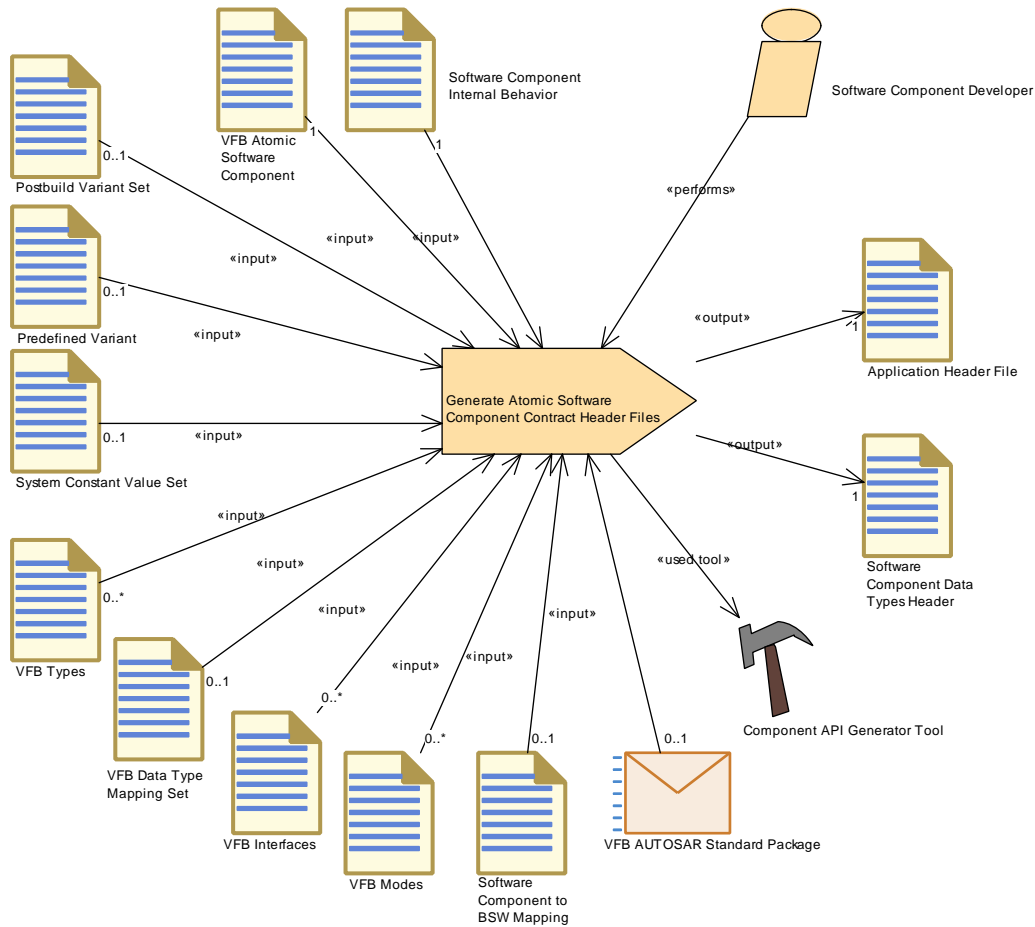 Software Component
Internal Behavior
Software Component Developer
1
VFB Atomic
Software
Component
1
0..1
Postbuild Variant Set
«performs»
«input»
«input»
«input»
0..1
Predefined Variant
«input»
«output»
1
Application Header File
Generate Atomic Software
Component Contract Header Files
0..1
«input»
System Constant Value Set
«output»
1
«input»
«input»
«used tool»
Software
Component Data
Types Header
0..*
VFB Types
«input»
«input»
«input»
«input»
0..1
0..*
Component API Generator Tool
0..*
0..1
0..1
VFB Data Type
Mapping Set
VFB Interfaces
VFB AUTOSAR Standard Package
VFB Modes
Software
Component to
BSW Mapping